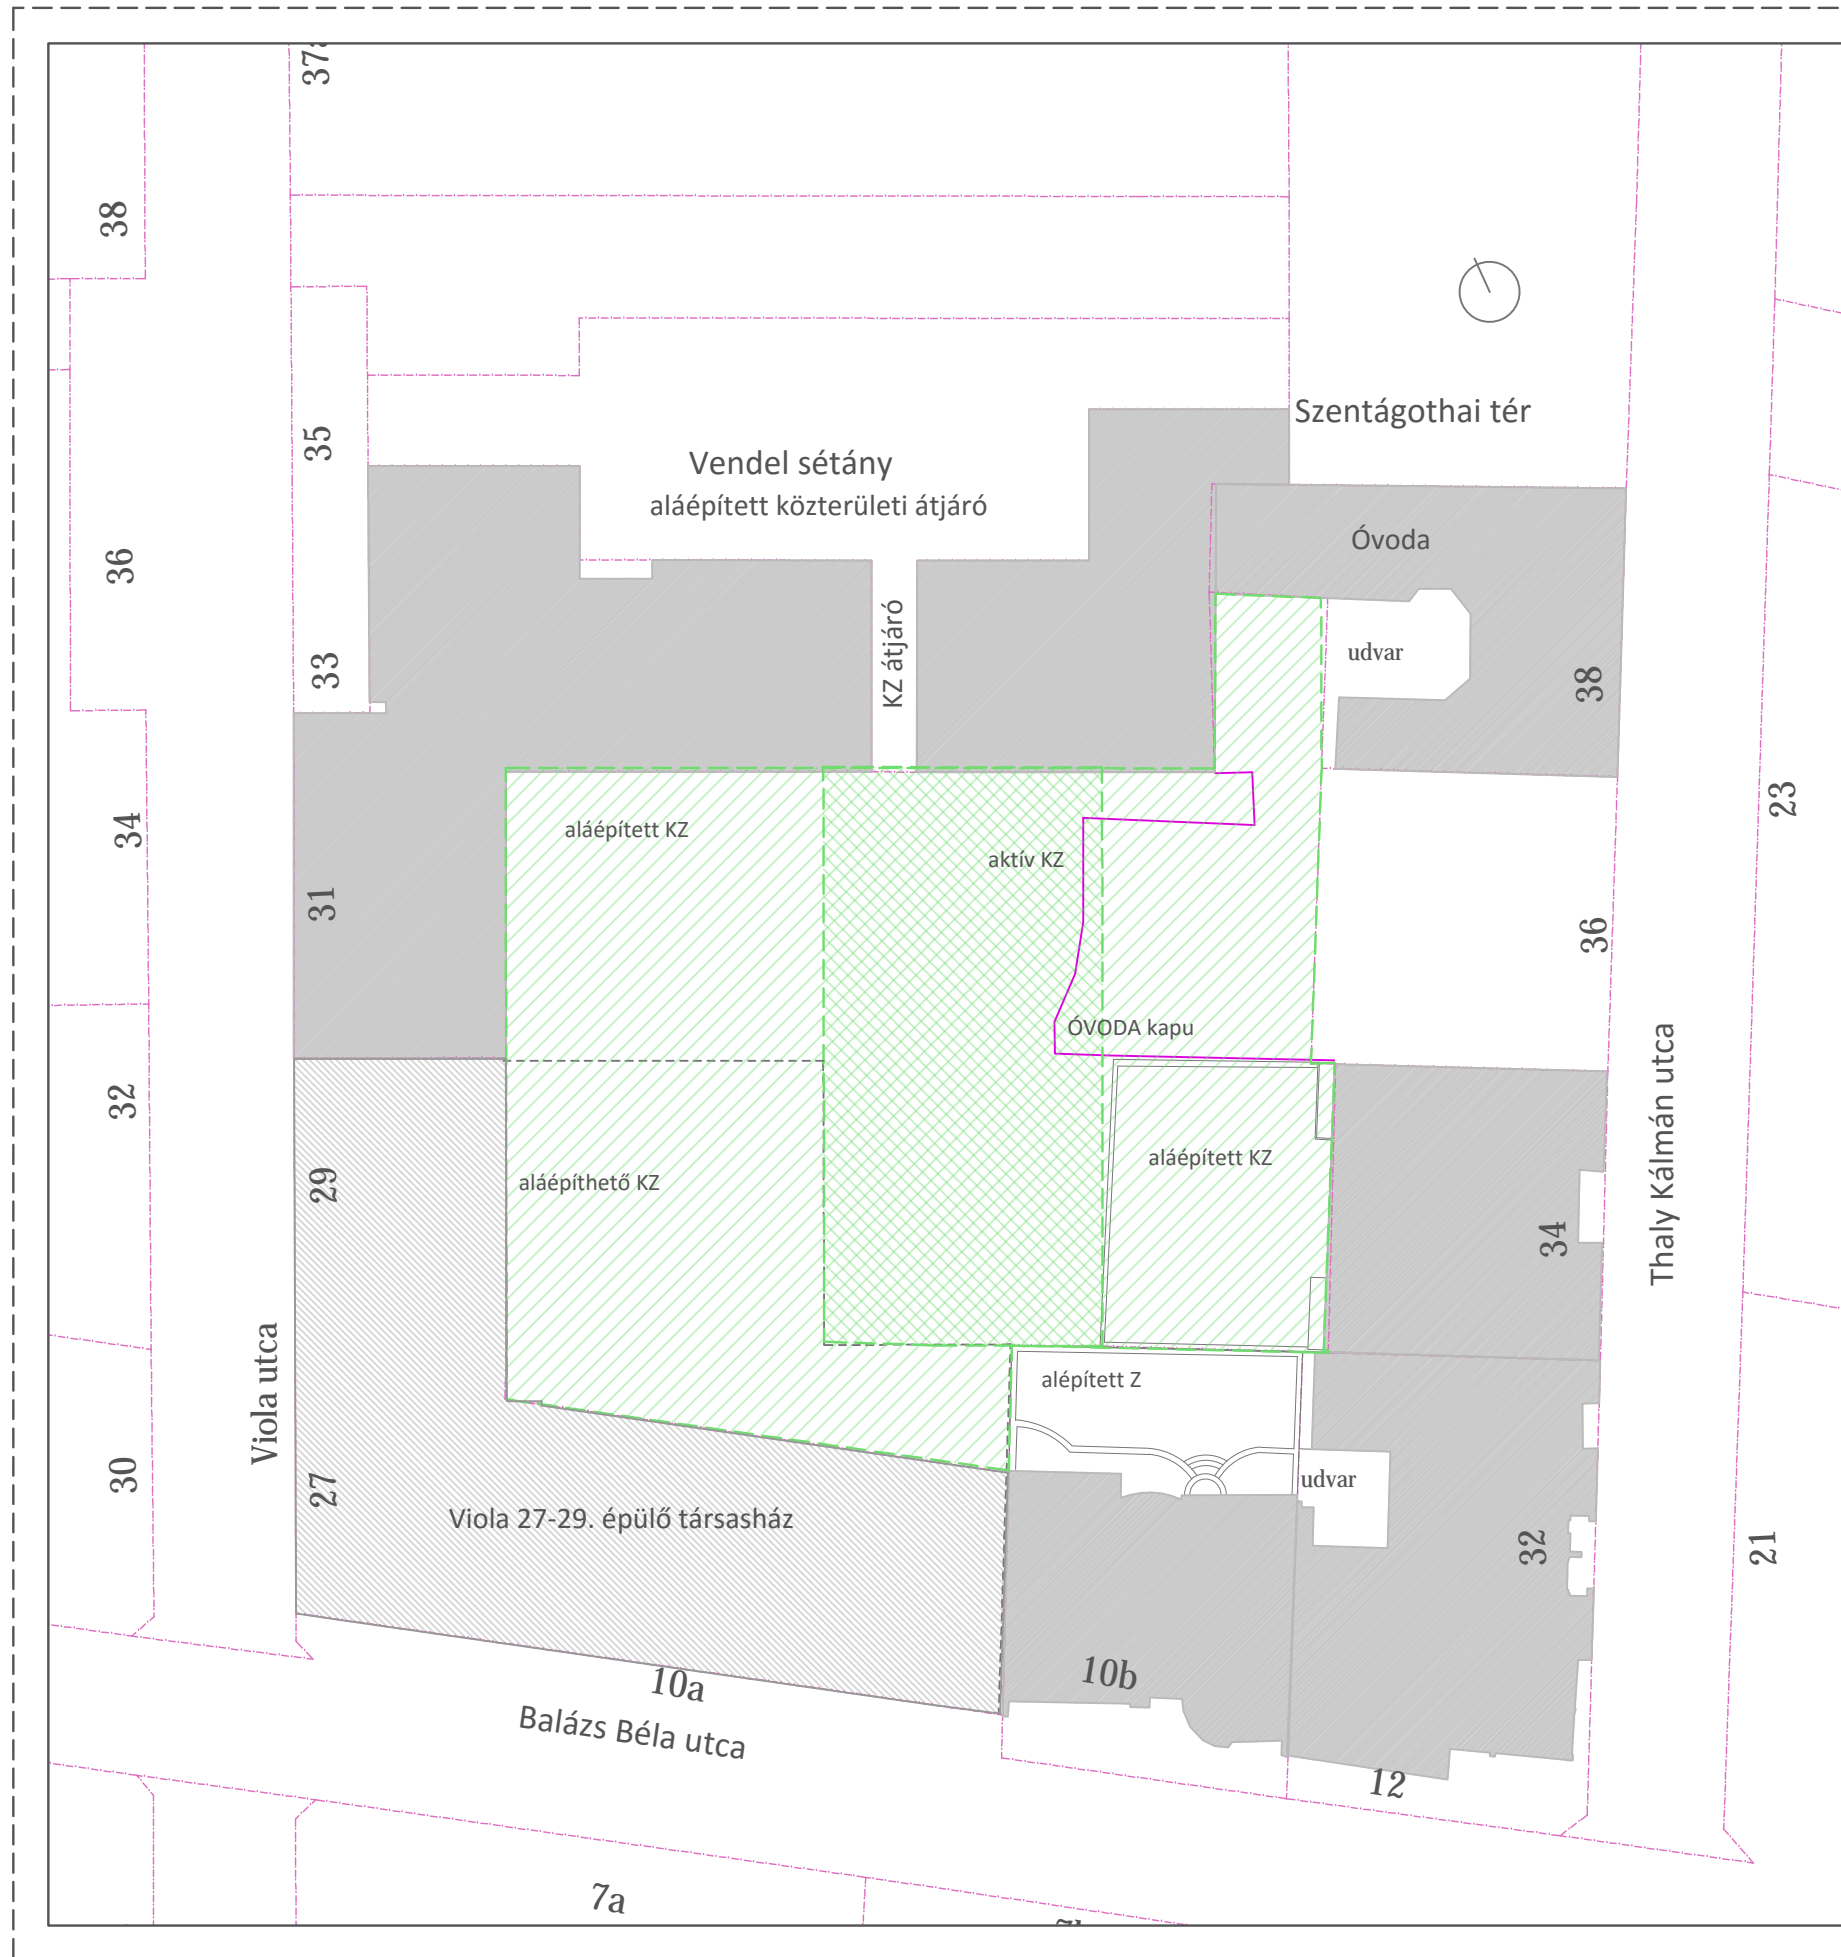 37a
38
Szentágothai tér
35
Vendel sétány
aláépített közterületi átjáró
Óvoda
36
KZ átjáró
udvar
33
38
34
aláépített KZ
23
aktív KZ
31
36
ÓVODA kapu
32
Thaly Kálmán utca
aláépített KZ
29
aláépíthető KZ
34
Viola utca
alépített Z
30
27
udvar
Viola 27-29. épülő társasház
32
21
10a
10b
Balázs Béla utca
12
7a